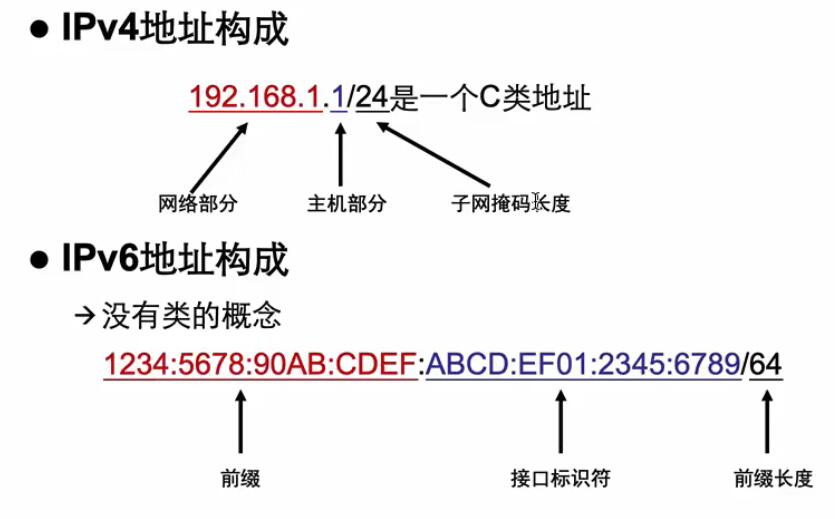 ● IPv4地址构成
192.168.1.1/24是一个C类地址
网络部分 主机部分 子网掩码长度
● IPv6地址构成
→没有类的概念
1234:5678:90AB:CDEF:ABCD:EF01:2345:6789/64
前缀 接口标识符 前缀长度